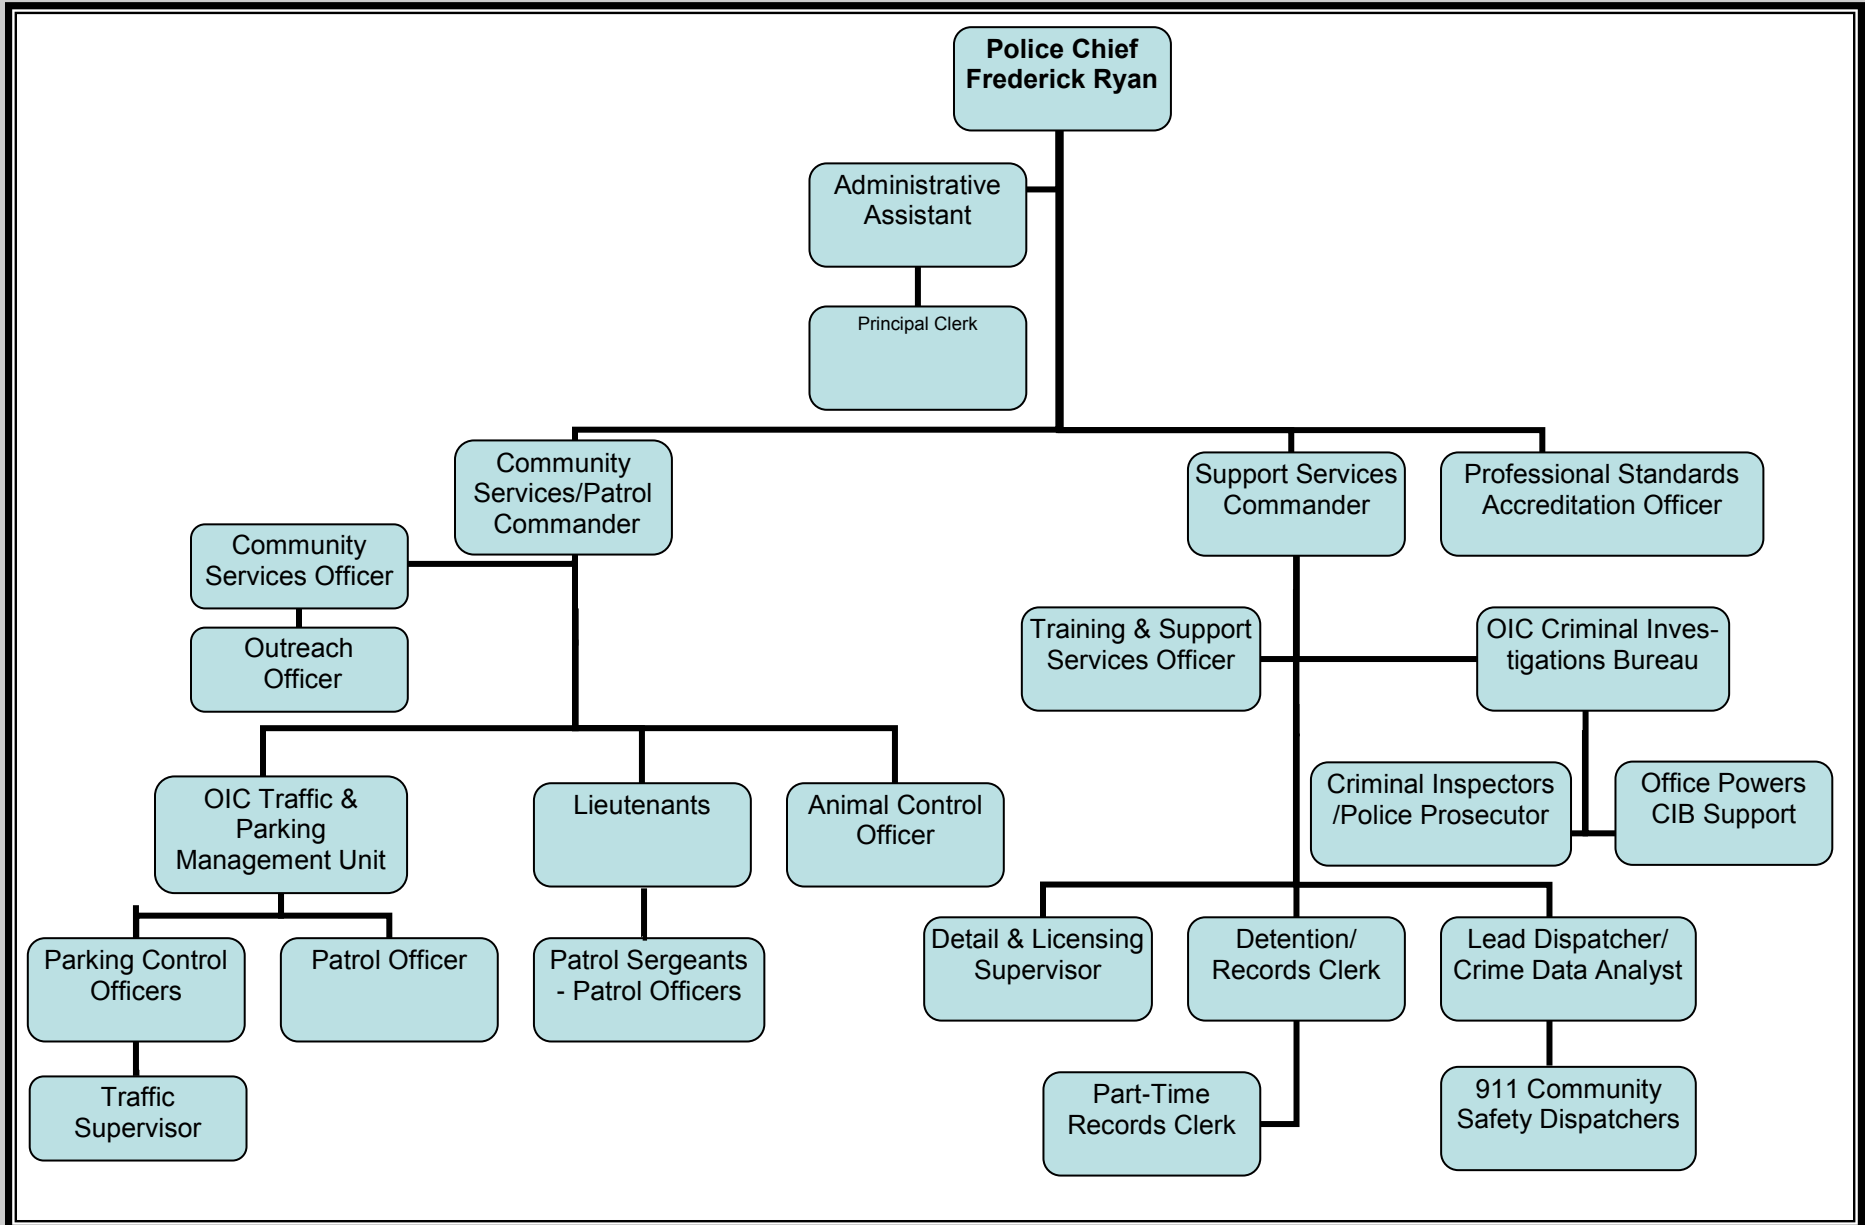 Police Chief
Frederick Ryan
Administrative
Assistant
Principal Clerk
Community
Services/Patrol
Commander
Support Services
Commander
Professional Standards
Accreditation Officer
Community
Services Officer
Outreach
Officer
Training & Support
Services Officer
OIC Criminal Inves-
tigations Bureau
OIC Traffic &
Parking
Management Unit
Lieutenants
Animal Control
Officer
Criminal Inspectors
/Police Prosecutor
Office Powers
CIB Support
Parking Control
Officers
Patrol Officer
Patrol Sergeants
- Patrol Officers
Detail & Licensing
Supervisor
Detention/
Records Clerk
Lead Dispatcher/
Crime Data Analyst
Traffic
Supervisor
Part-Time
Records Clerk
911 Community
Safety Dispatchers